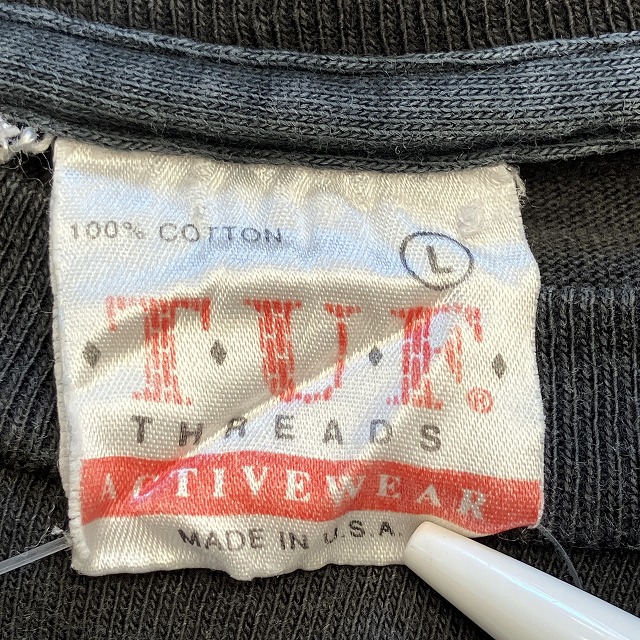 100% COTTON
L
T·U·F®
THREADS
ACTIVEWEAR
MADE IN U.S.A.